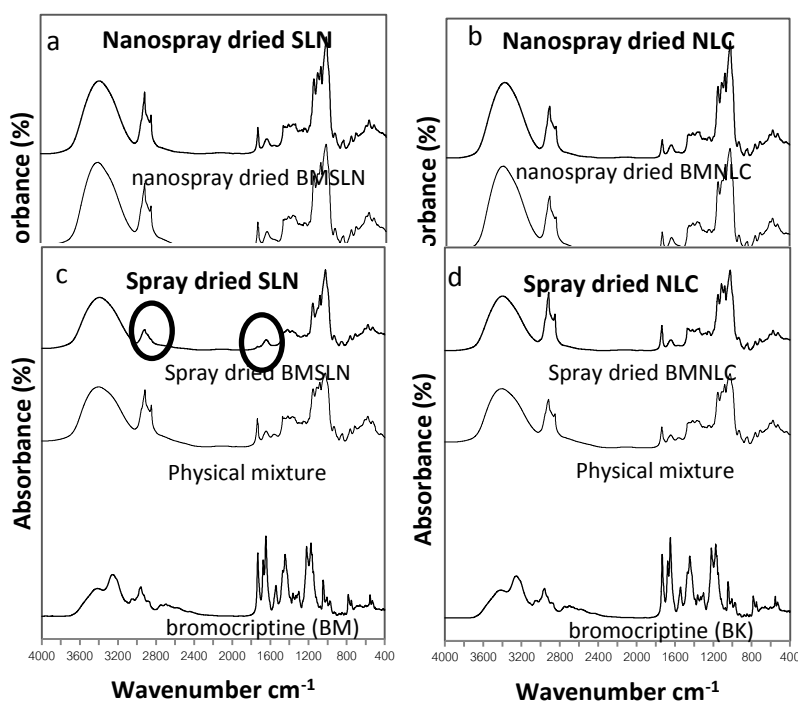 a
Nanospray dried SLN
nanospray dried BMSLN
orbance (%)
b
Nanospray dried NLC
nanospray dried BMNLC
orbance (%)
c
Spray dried SLN
Spray dried BMSLN
Physical mixture
bromocriptine (BM)
Absorbance (%)
4000 3600 3200 2800 2400 2000 1600 1200 800 400
Wavenumber cm-1
d
Spray dried NLC
Spray dried BMNLC
Physical mixture
bromocriptine (BK)
Absorbance (%)
4000 3600 3200 2800 2400 2000 1600 1200 800 400
Wavenumber cm-1